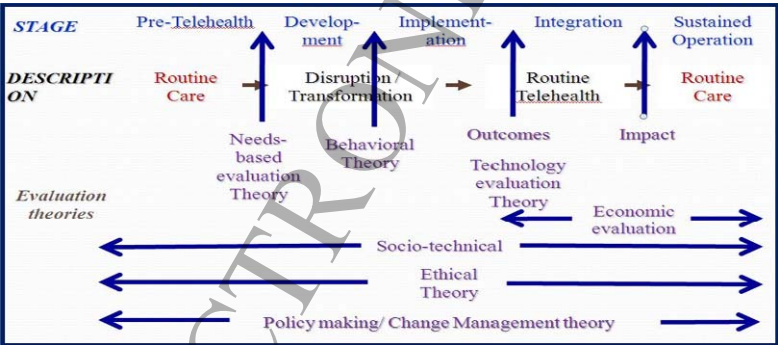 STAGE Pre-Telehealth Develop- Implement- Integration Sustained
ment ation Operation
DESCRIPTI Routine Disruption / Routine Routine
ON Care Transformation Telehealth Care
Needs- Behavioral Outcomes Impact
based Theory Technology
evaluation evaluation
Theory Theory
Evaluation
theories
Economic
evaluation
Socio-technical
Ethical
Theory
Policy making/ Change Management theory
CTRONI